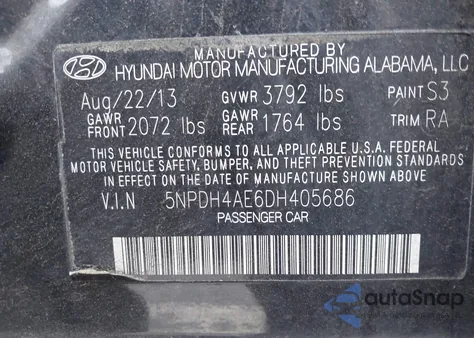 MANUFACTURED BY
HYUNDAI MOTOR MANUFACTURING ALABAMA, LLC
Aug/22/13 GVWR 3792 lbs PAINT S3
GAWR FRONT 2072 lbs GAWR REAR 1764 lbs TRIM RA
THIS VEHICLE CONFORMS TO ALL APPLICABLE U.S.A. FEDERAL
MOTOR VEHICLE SAFETY, BUMPER, AND THEFT PREVENTION STANDARDS
IN EFFECT ON THE DATE OF MANUFACTURE SHOWN ABOVE
V.I.N 5NPDH4AE6DH405686
PASSENGER CAR
autoSnap